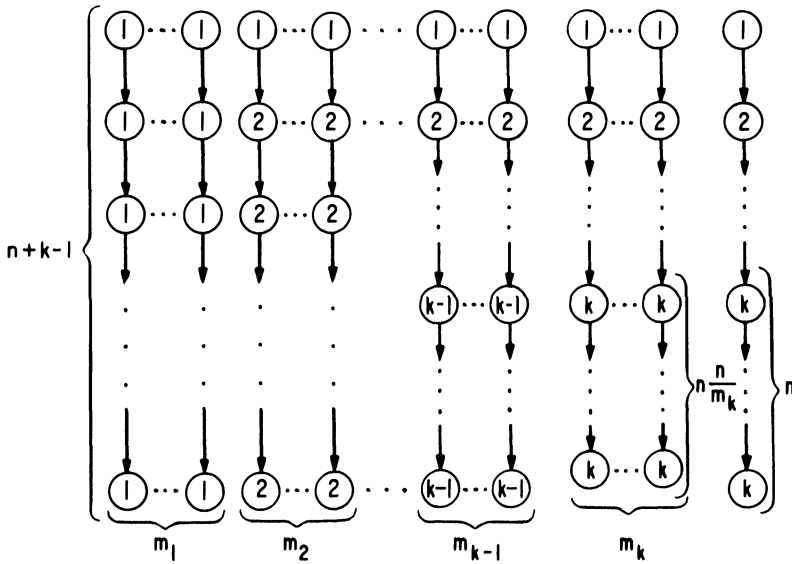 1 ··· 1 1 ··· 1 · · · · 1 ··· 1 1 ··· 1 1
1 ··· 1 2 ··· 2 · · · 2 ··· 2 2 ··· 2 2
1 ··· 1 2 ··· 2
n+k-1
k-1 ··· k-1 k ··· k k
n n/m_k n
k ··· k
1 ··· 1 2 ··· 2 · · · k-1 ··· k-1 k
m_1 m_2 m_{k-1} m_k